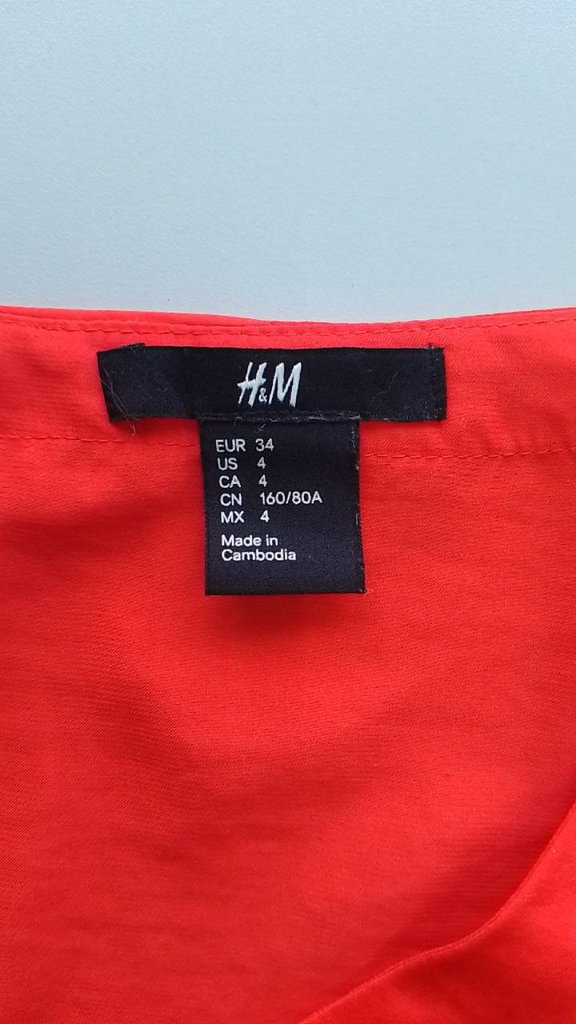 H&M
EUR 34
US 4
CA 4
CN 160/80A
MX 4
Made in
Cambodia